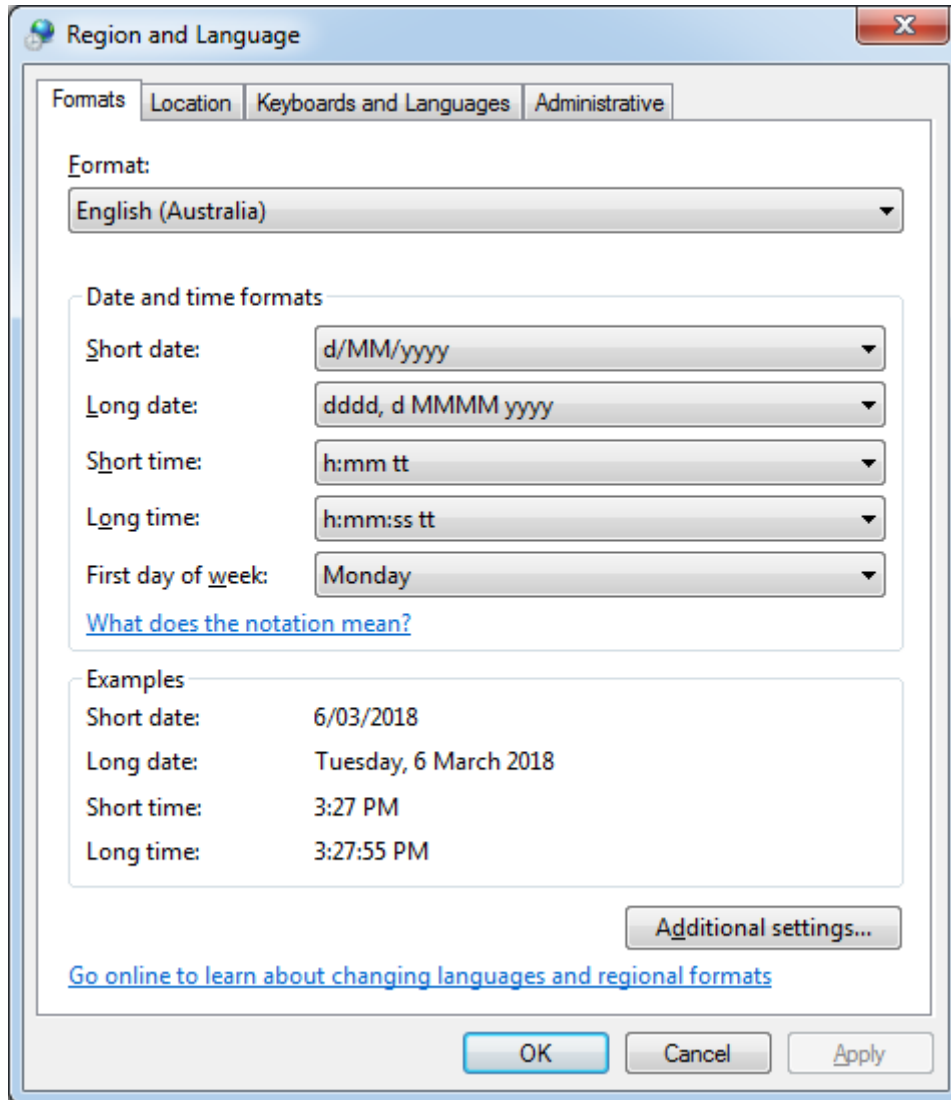 Region and Language
Formats Location Keyboards and Languages Administrative
Format:
English (Australia)
Date and time formats
Short date: d/MM/yyyy
Long date: dddd, d MMMM yyyy
Short time: h:mm tt
Long time: h:mm:ss tt
First day of week: Monday
What does the notation mean?
Examples
Short date: 6/03/2018
Long date: Tuesday, 6 March 2018
Short time: 3:27 PM
Long time: 3:27:55 PM
Additional settings...
Go online to learn about changing languages and regional formats
OK Cancel Apply